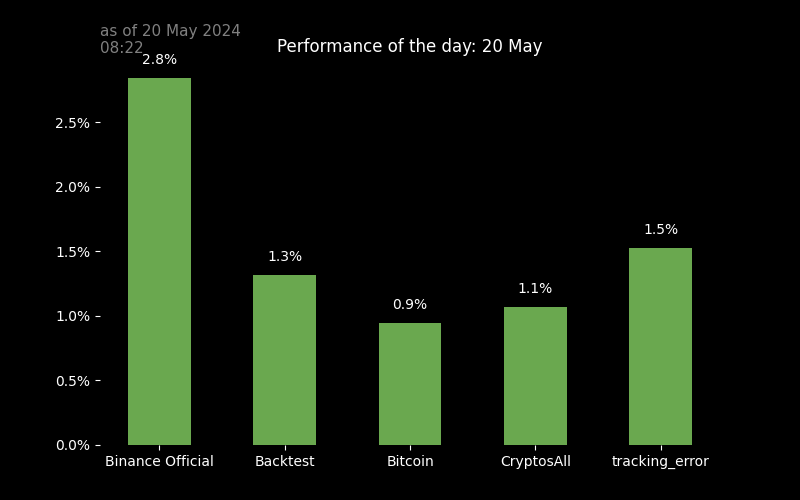 as of 20 May 2024
08:22
Performance of the day: 20 May
2.8%
2.5%
2.0%
1.5%
1.0%
0.5%
0.0%
1.3%
0.9%
1.1%
1.5%
Binance Official
Backtest
Bitcoin
CryptosAll
tracking_error